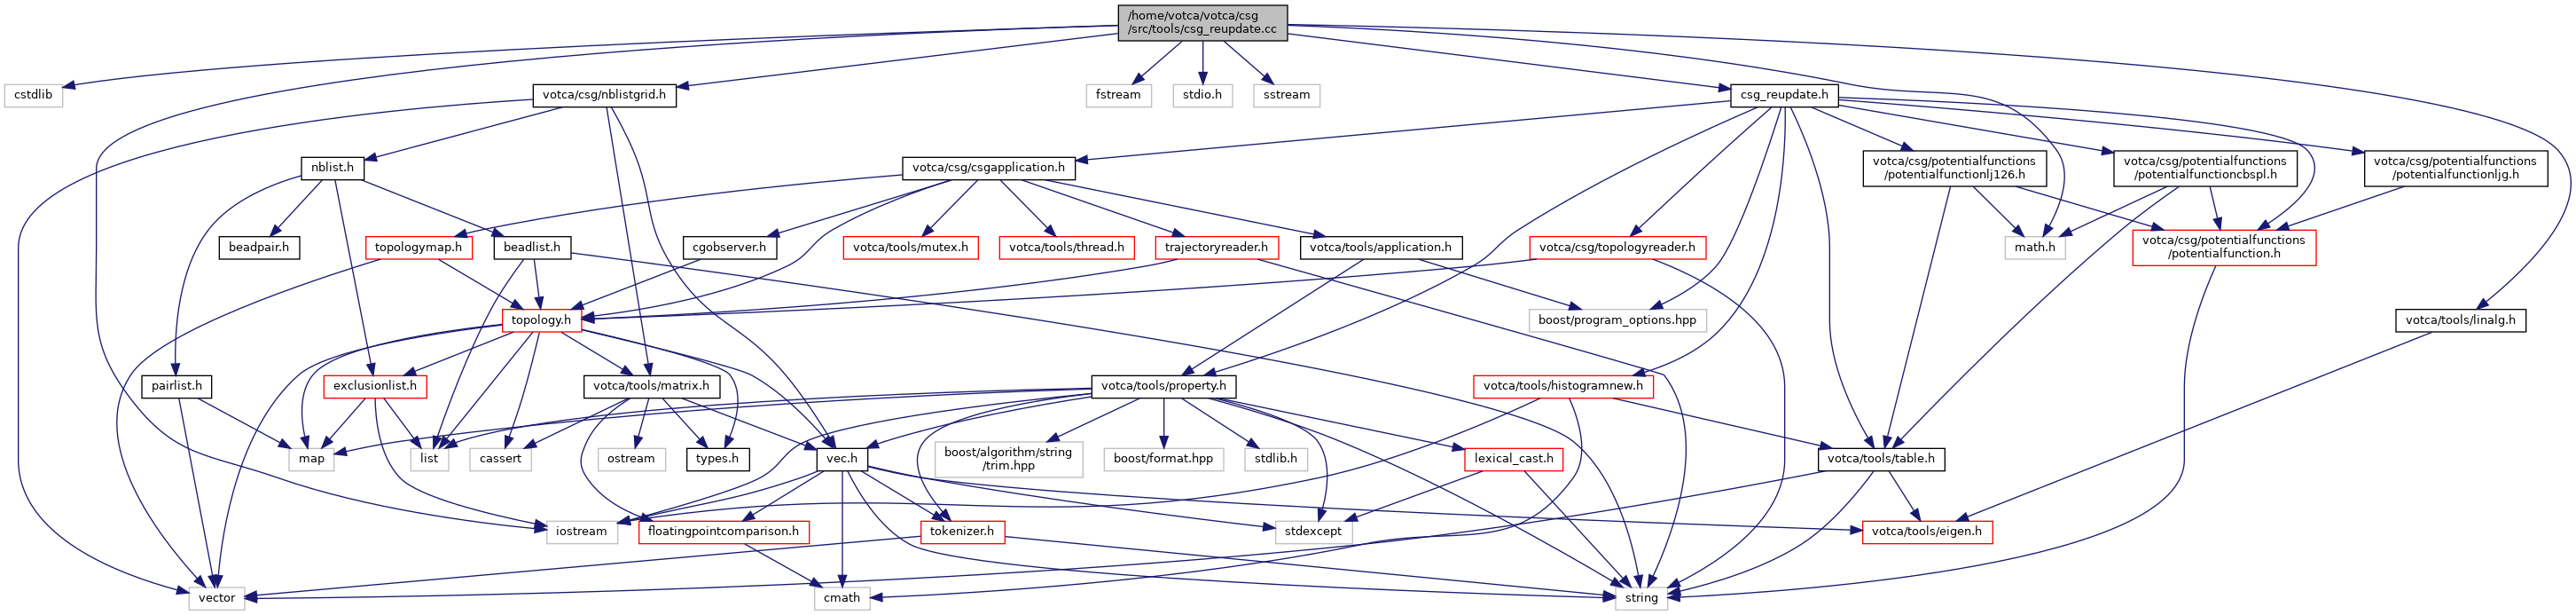 /home/votca/votca/csg
/src/tools/csg_reupdate.cc
cstdlib
votca/csg/nblistgrid.h
fstream
stdio.h
sstream
csg_reupdate.h
nblist.h
votca/csg/csgapplication.h
votca/csg/potentialfunctions
/potentialfunctionlj126.h
votca/csg/potentialfunctions
/potentialfunctioncbspl.h
votca/csg/potentialfunctions
/potentialfunctionljg.h
beadpair.h
topologymap.h
beadlist.h
cgobserver.h
votca/tools/mutex.h
votca/tools/thread.h
trajectoryreader.h
votca/tools/application.h
votca/csg/topologyreader.h
math.h
votca/csg/potentialfunctions
/potentialfunction.h
topology.h
boost/program_options.hpp
votca/tools/linalg.h
pairlist.h
exclusionlist.h
votca/tools/matrix.h
votca/tools/property.h
votca/tools/histogramnew.h
map
list
cassert
ostream
types.h
vec.h
boost/algorithm/string
/trim.hpp
boost/format.hpp
stdlib.h
lexical_cast.h
votca/tools/table.h
iostream
floatingpointcomparison.h
tokenizer.h
stdexcept
votca/tools/eigen.h
vector
cmath
string